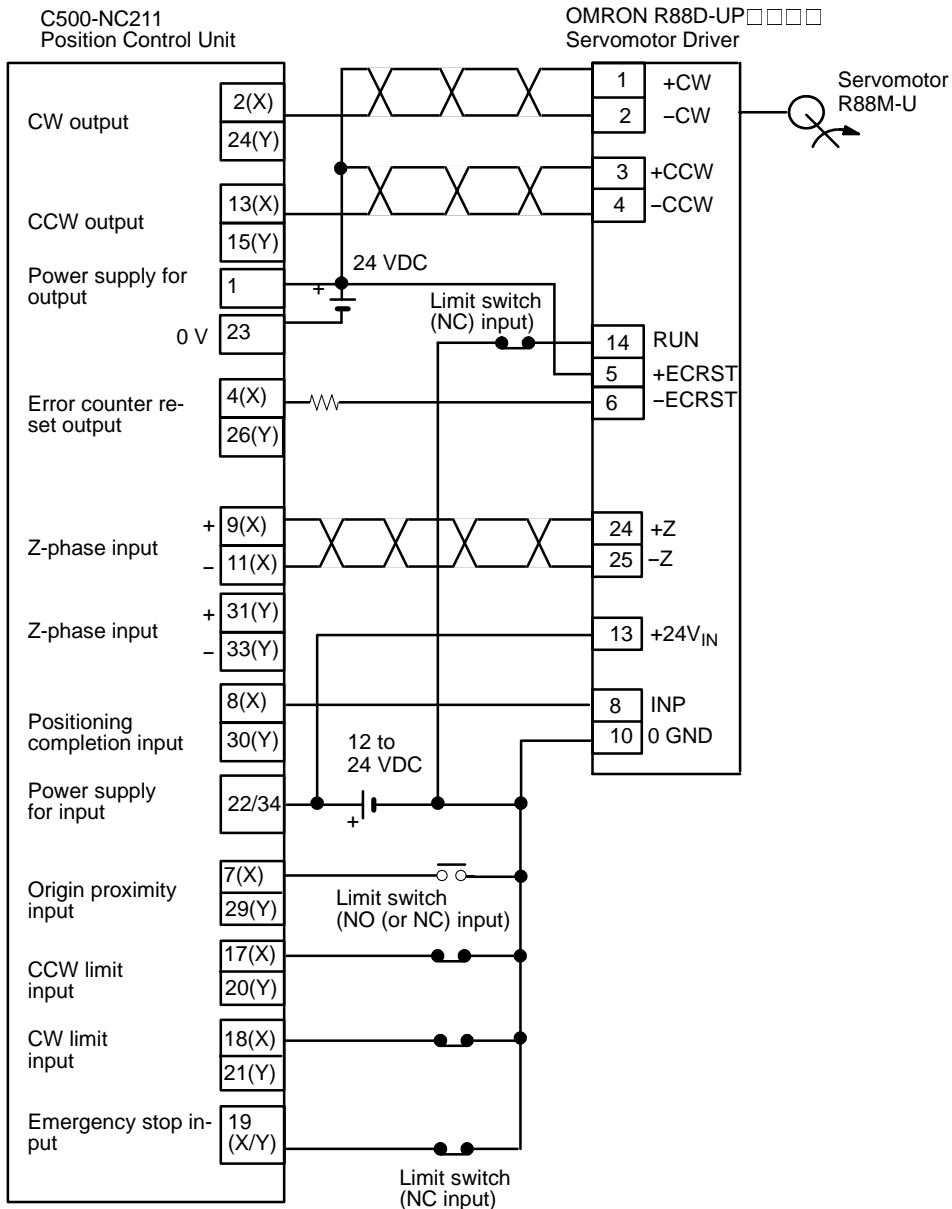 C500-NC211
Position Control Unit
OMRON R88D-UP□□□□
Servomotor Driver
CW output
2(X)
24(Y)
1
+CW
2
−CW
Servomotor
R88M-U
CCW output
13(X)
15(Y)
3
+CCW
4
−CCW
Power supply for
output
1
+
24 VDC
0 V
23
Limit switch
(NC) input)
14
RUN
5
+ECRST
6
−ECRST
Error counter re-
set output
4(X)
26(Y)
Z-phase input
+
9(X)
−
11(X)
24
+Z
25
−Z
Z-phase input
+
31(Y)
−
33(Y)
13
+24VIN
Positioning
completion input
8(X)
30(Y)
8
INP
10
0 GND
12 to
24 VDC
Power supply
for input
22/34
+
Origin proximity
input
7(X)
29(Y)
Limit switch
(NO (or NC) input)
CCW limit
input
17(X)
20(Y)
CW limit
input
18(X)
21(Y)
Emergency stop in-
put
19
(X/Y)
Limit switch
(NC input)